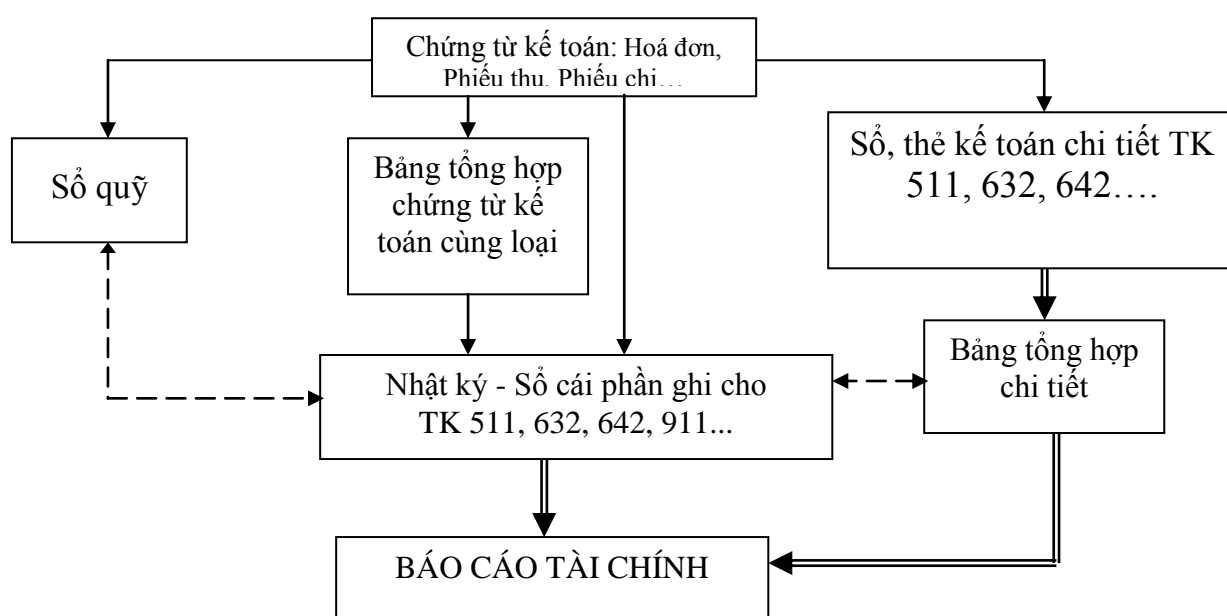 Chứng từ kế toán: Hoá đơn,
Phiếu thu, Phiếu chi…
Sổ quỹ
Bảng tổng hợp
chứng từ kế
toán cùng loại
Sổ, thẻ kế toán chi tiết TK
511, 632, 642….
Nhật ký - Sổ cái phần ghi cho
TK 511, 632, 642, 911...
Bảng tổng hợp
chi tiết
BÁO CÁO TÀI CHÍNH